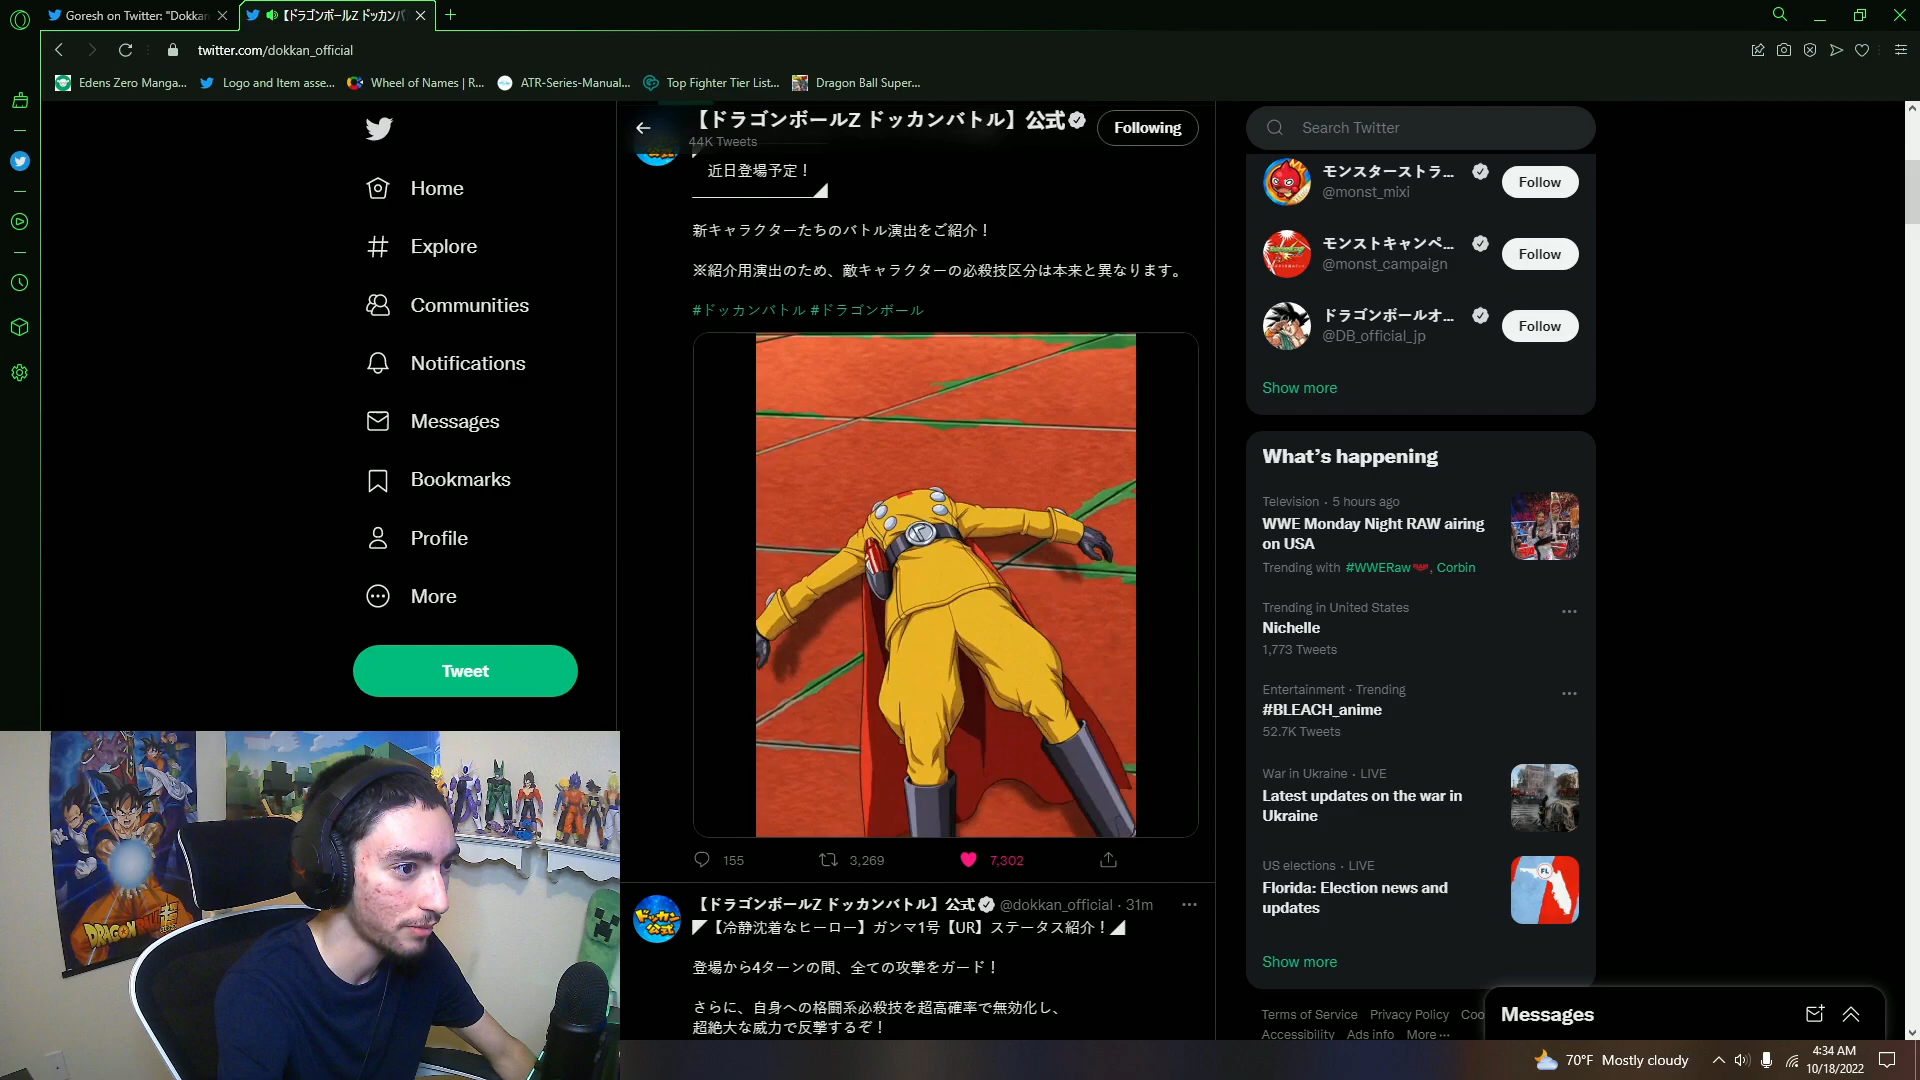 Goresh on Twitter: "Dokkan
【ドラゴンボールZ ドッカンバ
twitter.com/dokkan_official
Edens Zero Manga...
Logo and Item asse...
Wheel of Names | R...
ATR-Series-Manual...
Top Fighter Tier List...
Dragon Ball Super...
Home
Explore
Communities
Notifications
Messages
Bookmarks
Profile
More
Tweet
【ドラゴンボールZ ドッカンバトル】公式
44K Tweets
Following
近日登場予定！
新キャラクターたちのバトル演出をご紹介！
※紹介用演出のため、敵キャラクターの必殺技区分は本来と異なります。
#ドッカンバトル #ドラゴンボール
155
3,269
7,302
【ドラゴンボールZ ドッカンバトル】公式 @dokkan_official · 31m
◤【冷静沈着なヒーロー】ガンマ1号【UR】ステータス紹介！◢
登場から4ターンの間、全ての攻撃をガード！
さらに、自身への格闘系必殺技を超高確率で無効化し、
超絶大な威力で反撃するぞ！
Search Twitter
モンスターストラ...
@monst_mixi
Follow
モンストキャンペ...
@monst_campaign
Follow
ドラゴンボールオ...
@DB_official_jp
Follow
Show more
What's happening
Television · 5 hours ago
WWE Monday Night RAW airing
on USA
Trending with #WWERaw, Corbin
Trending in United States
Nichelle
1,773 Tweets
Entertainment · Trending
#BLEACH_anime
52.7K Tweets
War in Ukraine · LIVE
Latest updates on the war in
Ukraine
US elections · LIVE
Florida: Election news and
updates
FL
Show more
Terms of Service Privacy Policy Coo
Accessibility Ads info More ···
Messages
DRAGON BALL
ドッカン
公式
70°F Mostly cloudy
4:34 AM
10/18/2022